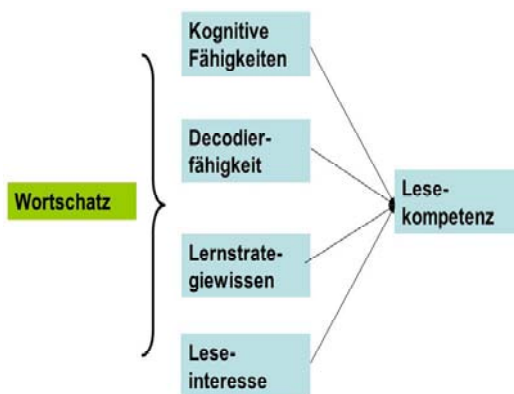 Kognitive
Fähigkeiten
Decodier-
fähigkeit
Wortschatz
Lese-
kompetenz
Lernstrate-
giewissen
Lese-
interesse